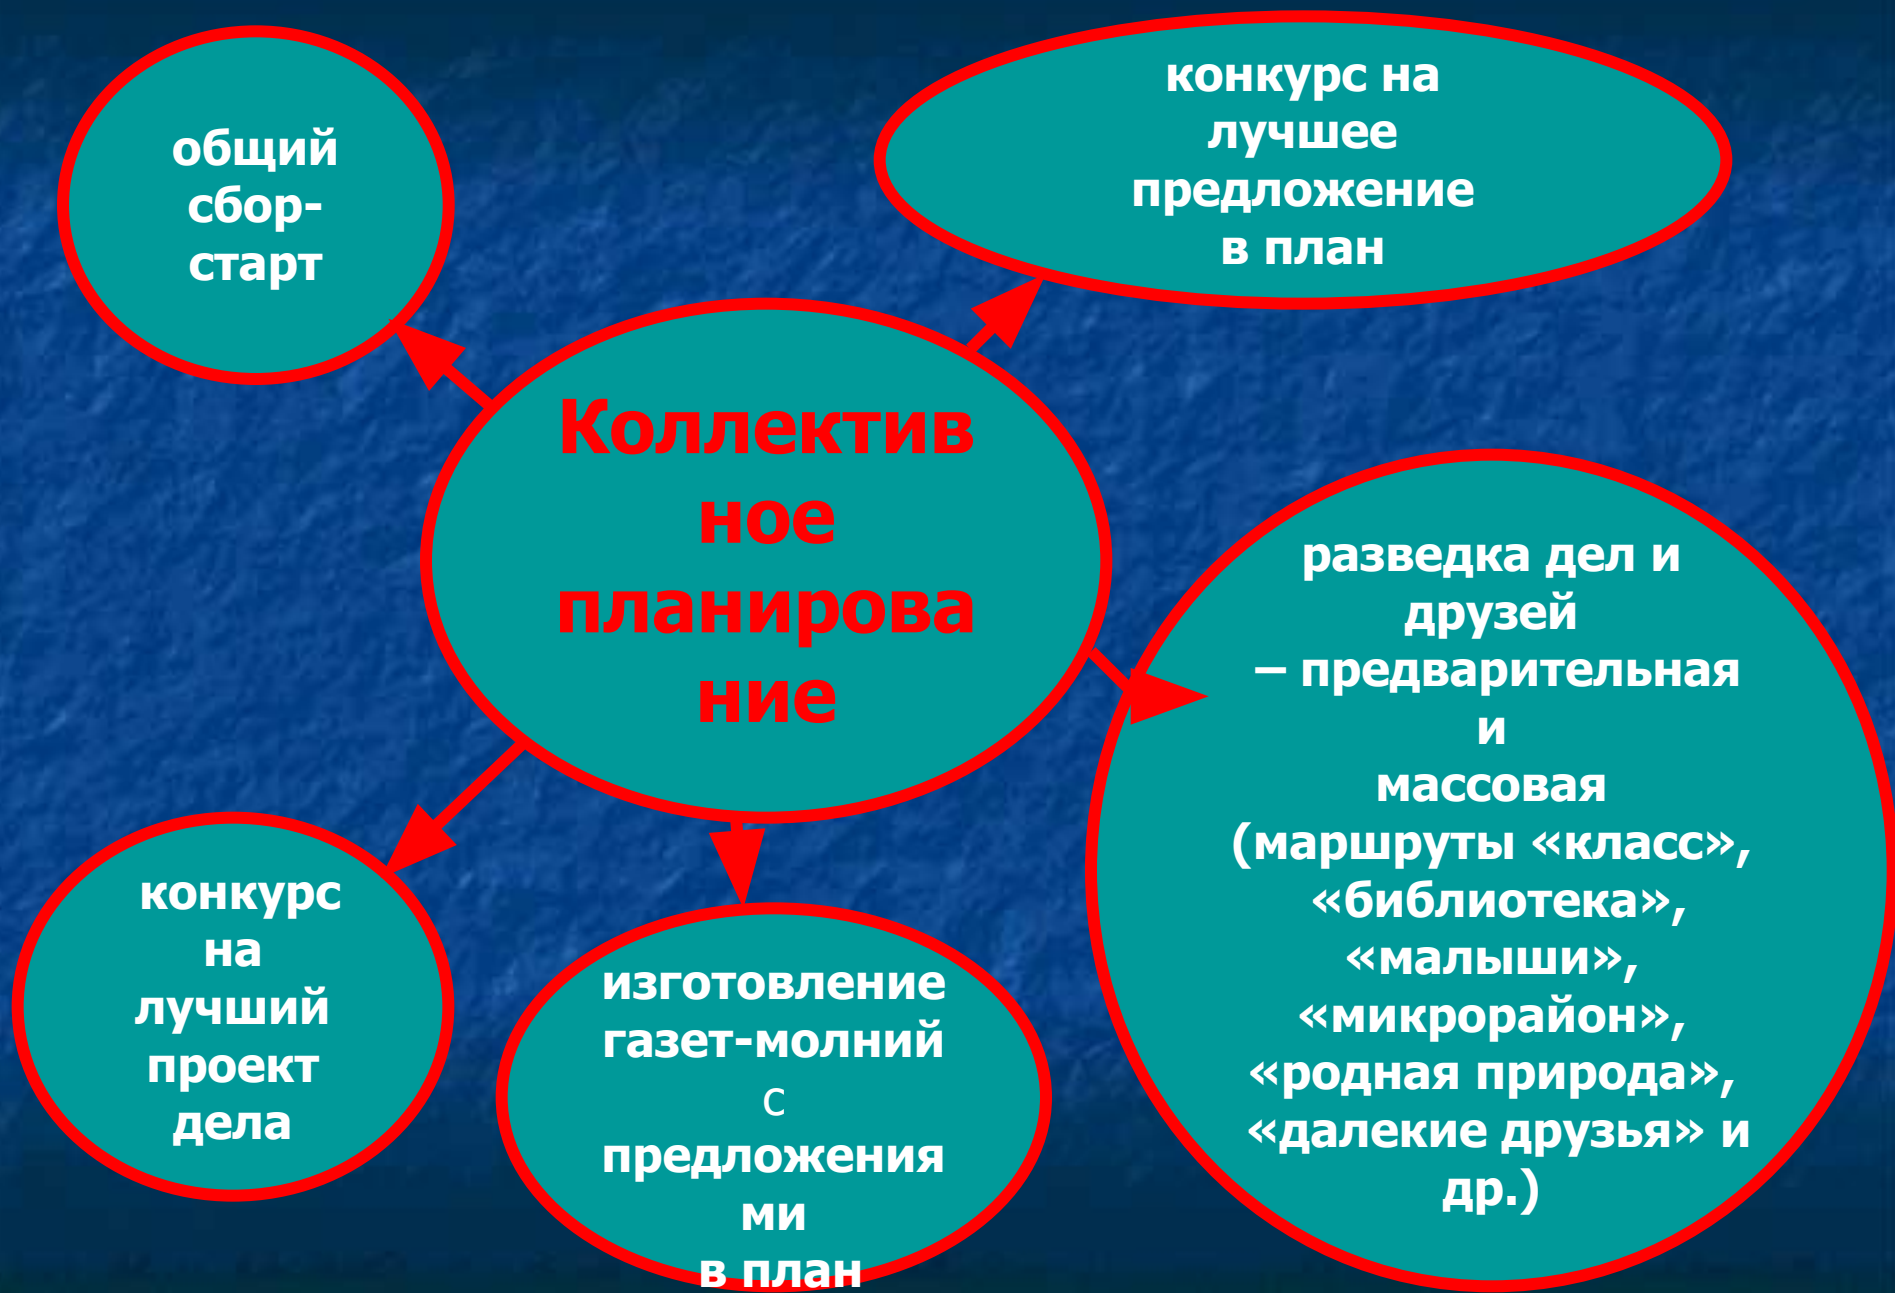 общий
сбор-
старт
конкурс на
лучшее
предложение
в план
Коллектив
ное
планирова
ние
разведка дел и
друзей
– предварительная
и
массовая
(маршруты «класс»,
«библиотека»,
«малыши»,
«микрорайон»,
«родная природа»,
«далекие друзья» и
др.)
конкурс
на
лучший
проект
дела
изготовление
газет-молний
с
предложения
ми
в план